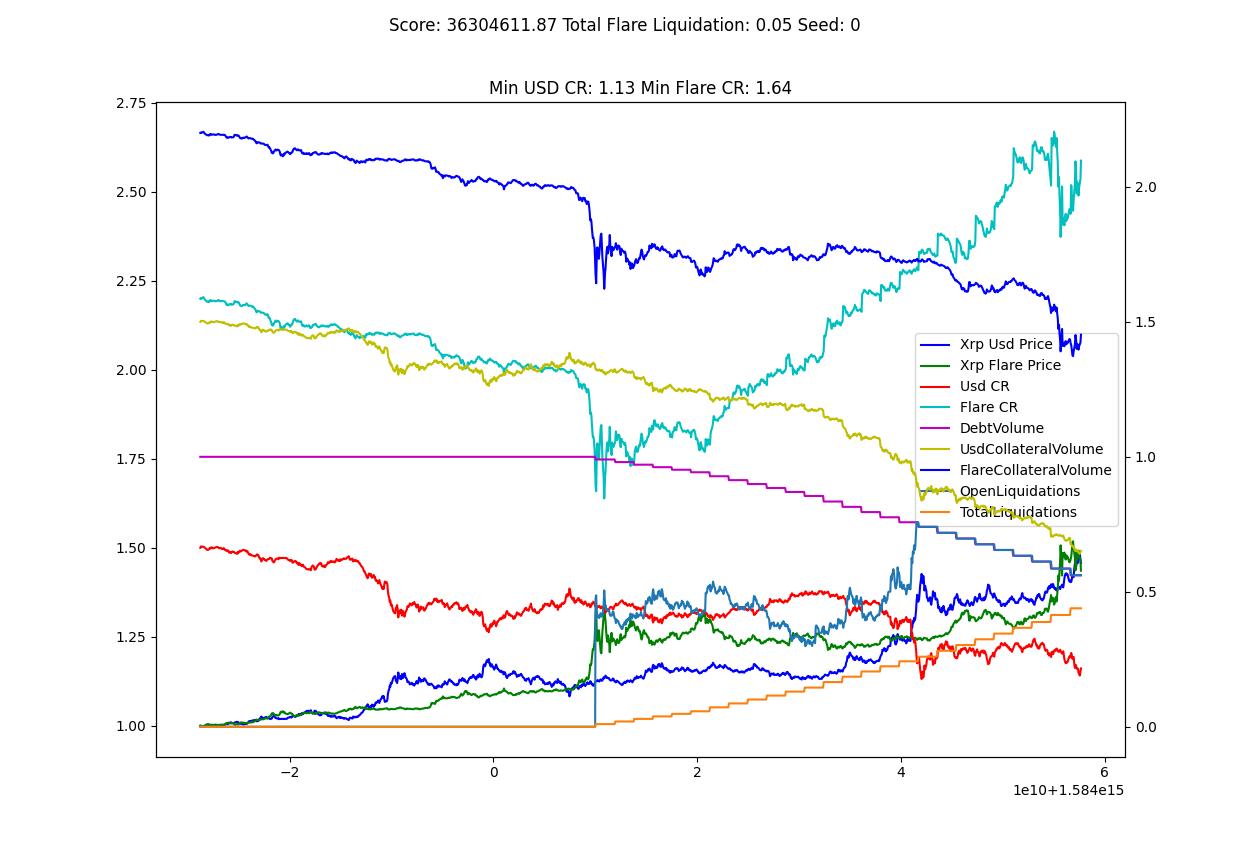 Score: 36304611.87 Total Flare Liquidation: 0.05 Seed: 0
Min USD CR: 1.13 Min Flare CR: 1.64
2.75
2.50
2.25
2.00
1.75
1.50
1.25
1.00
2.0
1.5
1.0
0.5
0.0
Xrp Usd Price
Xrp Flare Price
Usd CR
Flare CR
DebtVolume
UsdCollateralVolume
FlareCollateralVolume
OpenLiquidations
TotalLiquidations
−2 0 2 4 6
1e10+1.584e15